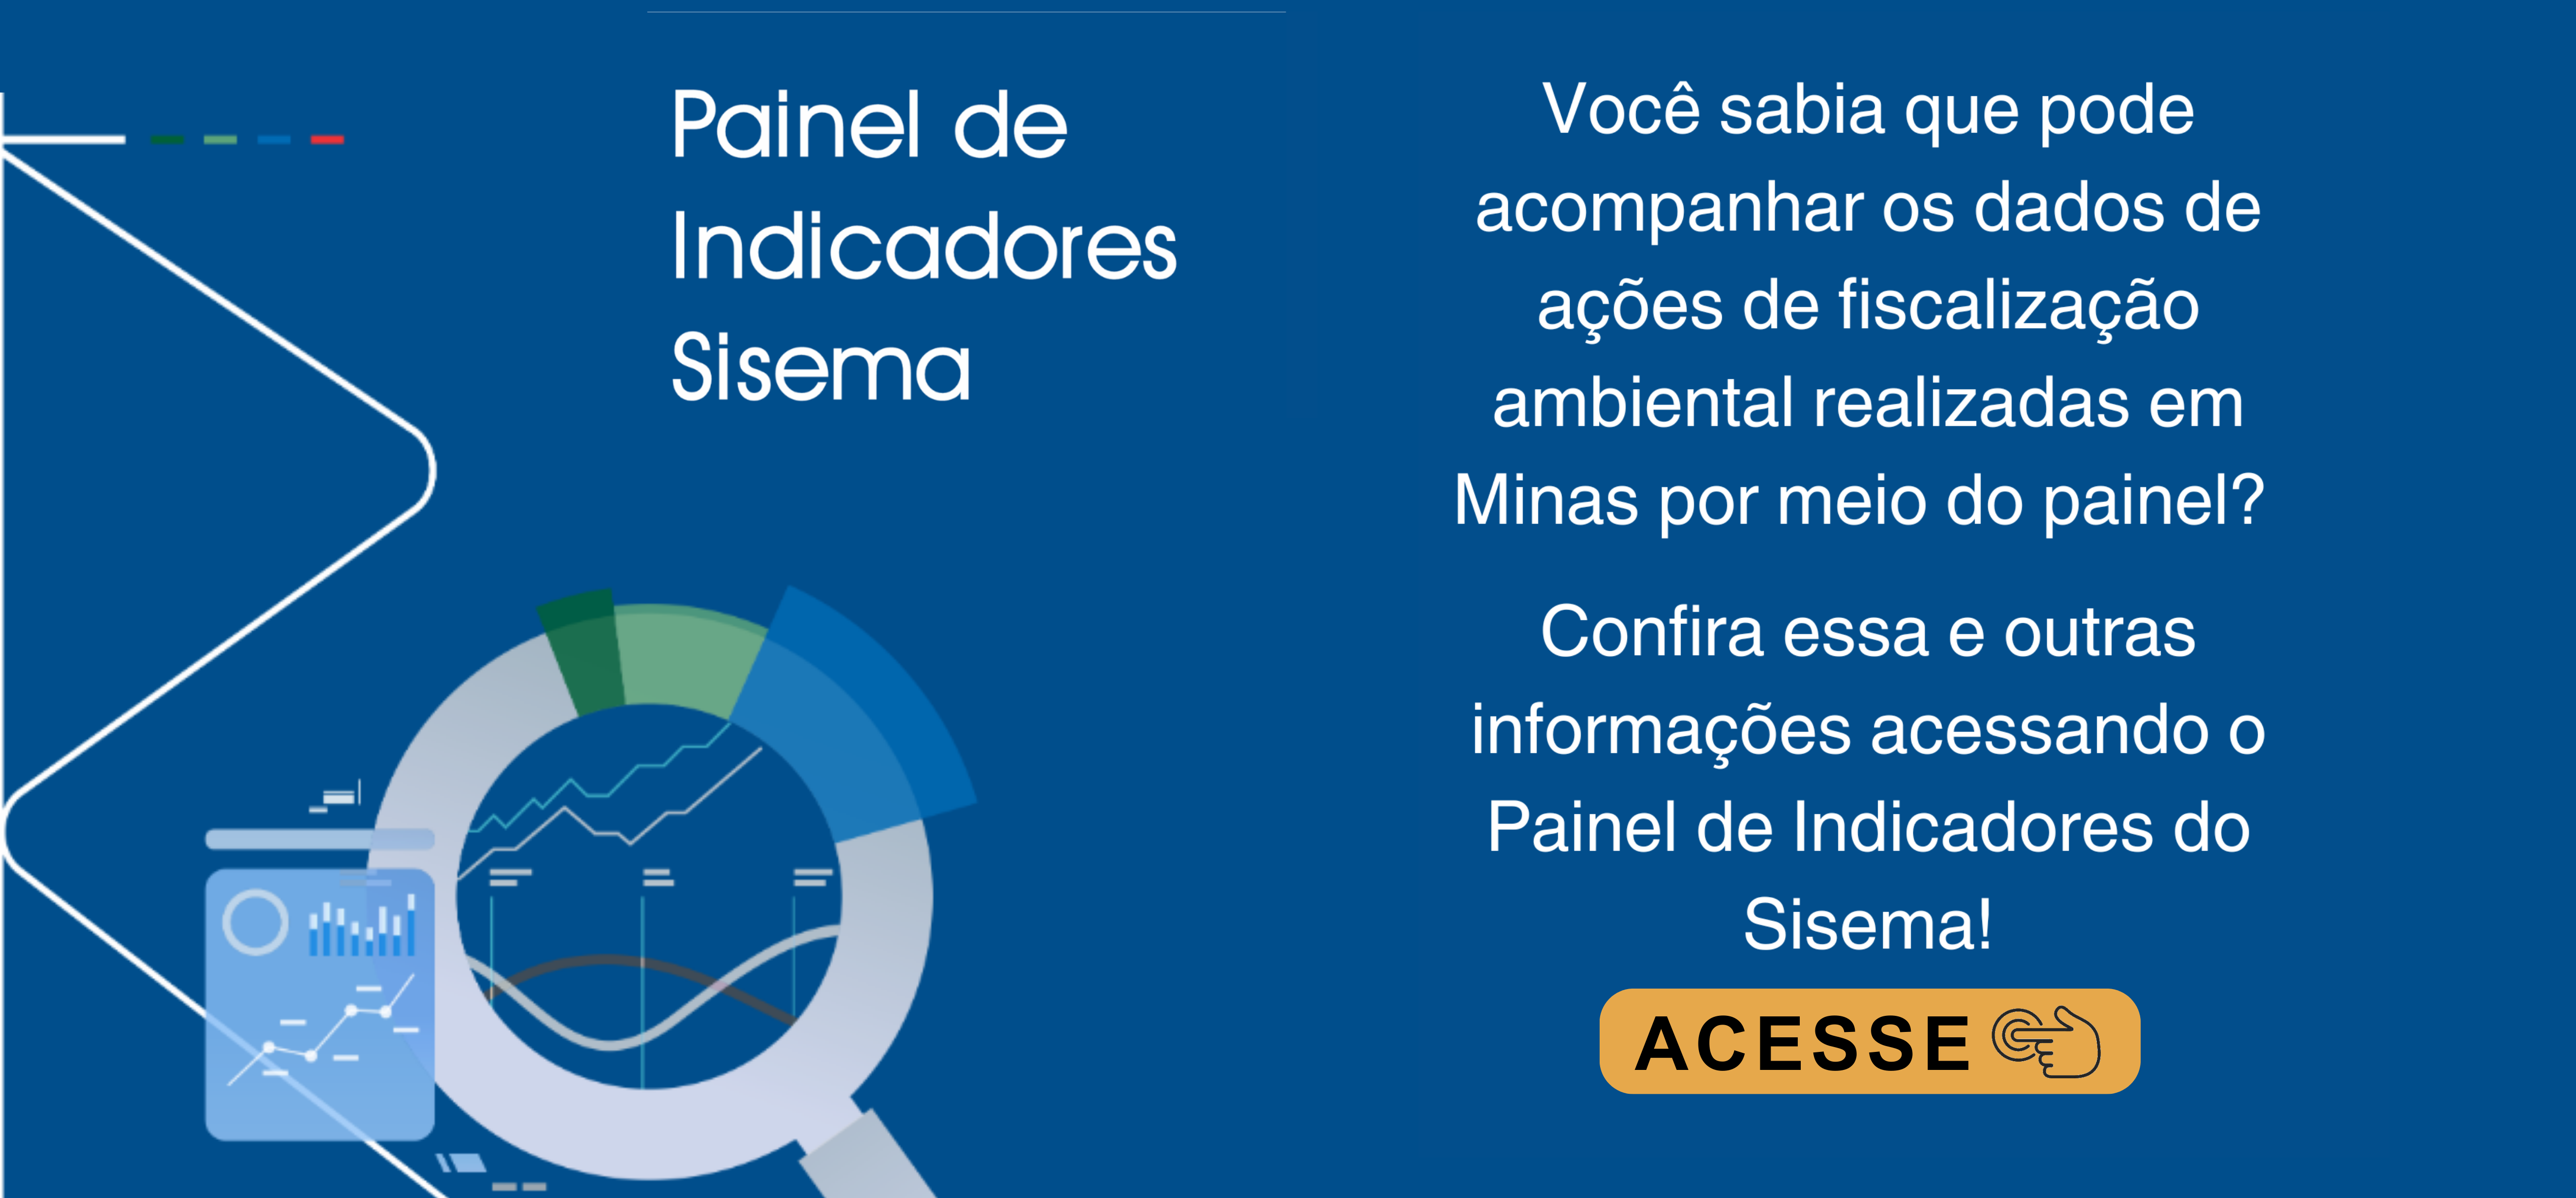 Painel de
Indicadores
Sisema
Você sabia que pode
acompanhar os dados de
ações de fiscalização
ambiental realizadas em
Minas por meio do painel?
Confira essa e outras
informações acessando o
Painel de Indicadores do
Sisema!
ACESSE